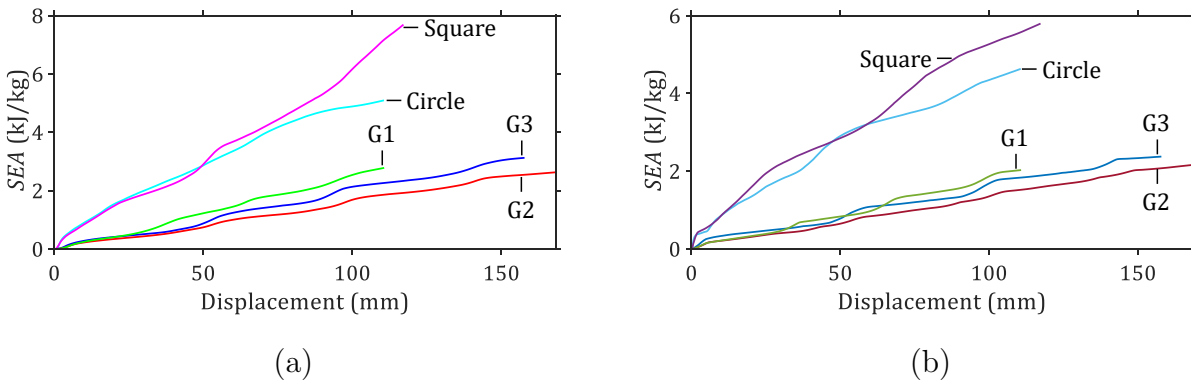 8
6
4
2
0
SEA (kJ/kg)
Square
Circle
G1
G3
G2
0
50
100
150
Displacement (mm)
(a)
6
4
2
0
SEA (kJ/kg)
Square
Circle
G1
G3
G2
0
50
100
150
Displacement (mm)
(b)